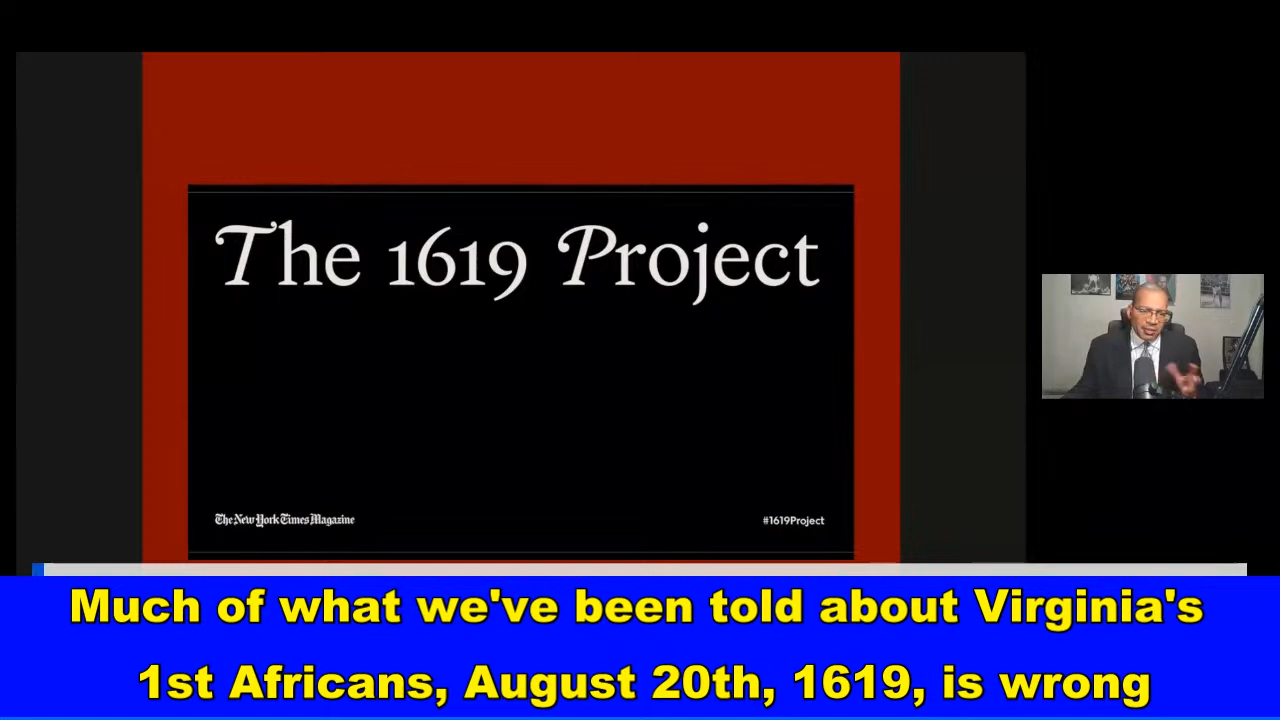 The 1619 Project
The New York Times Magazine
#1619Project
Much of what we've been told about Virginia's
1st Africans, August 20th, 1619, is wrong